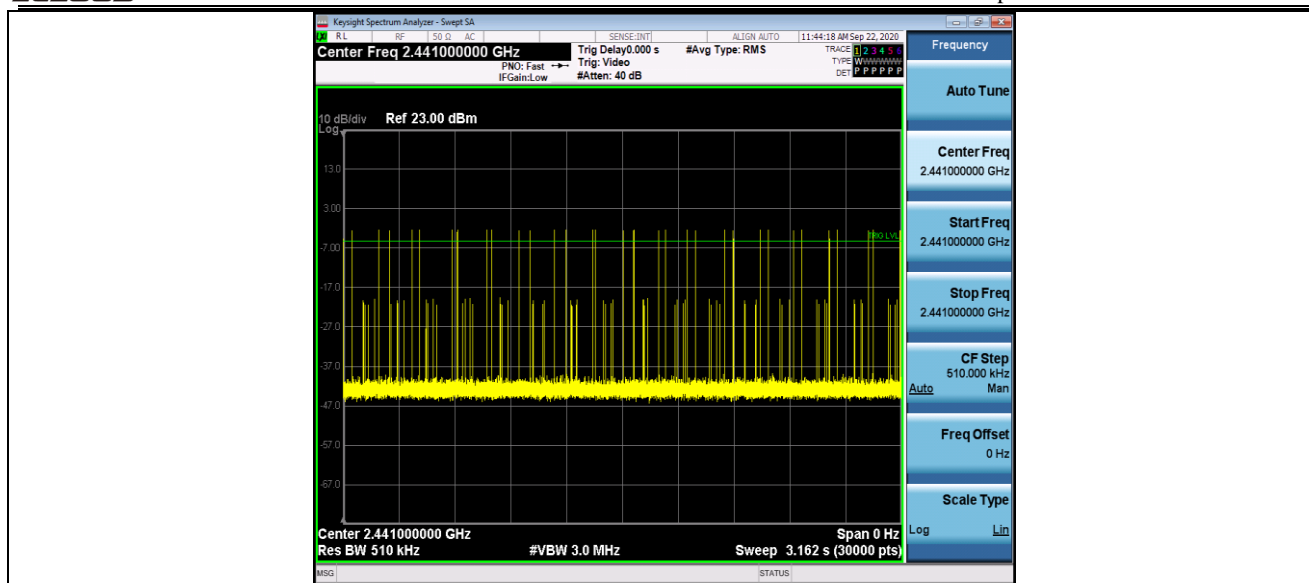 Keysight Spectrum Analyzer - Swept SA
RL RF 50 Ω AC SENSE:INT ALIGN AUTO 11:44:18 AM Sep 22, 2020
Center Freq 2.441000000 GHz
PNO: Fast
IFGain:Low
Trig Delay0.000 s
Trig: Video
#Atten: 40 dB
#Avg Type: RMS
TRACE 1 2 3 4 5 6
TYPE WWWWWW
DET P P P P P P
10 dB/div
Log
Ref 23.00 dBm
13.0
3.00
-7.00
-17.0
-27.0
-37.0
-47.0
-57.0
-67.0
TRIG LVL
Center 2.441000000 GHz
Span 0 Hz
Res BW 510 kHz
#VBW 3.0 MHz
Sweep 3.162 s (30000 pts)
MSG
STATUS
Frequency
Auto Tune
Center Freq
2.441000000 GHz
Start Freq
2.441000000 GHz
Stop Freq
2.441000000 GHz
CF Step
510.000 kHz
Auto Man
Freq Offset
0 Hz
Scale Type
Log Lin